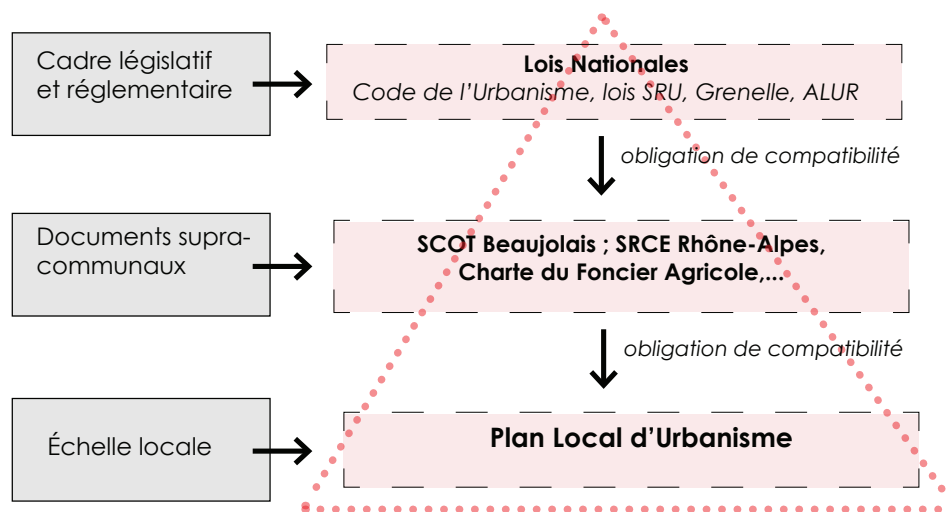 Cadre législatif
et réglementaire
Lois Nationales
Code de l'Urbanisme, lois SRU, Grenelle, ALUR
obligation de compatibilité
Documents supra-
communaux
SCOT Beaujolais ; SRCE Rhône-Alpes,
Charte du Foncier Agricole,...
obligation de compatibilité
Échelle locale
Plan Local d'Urbanisme